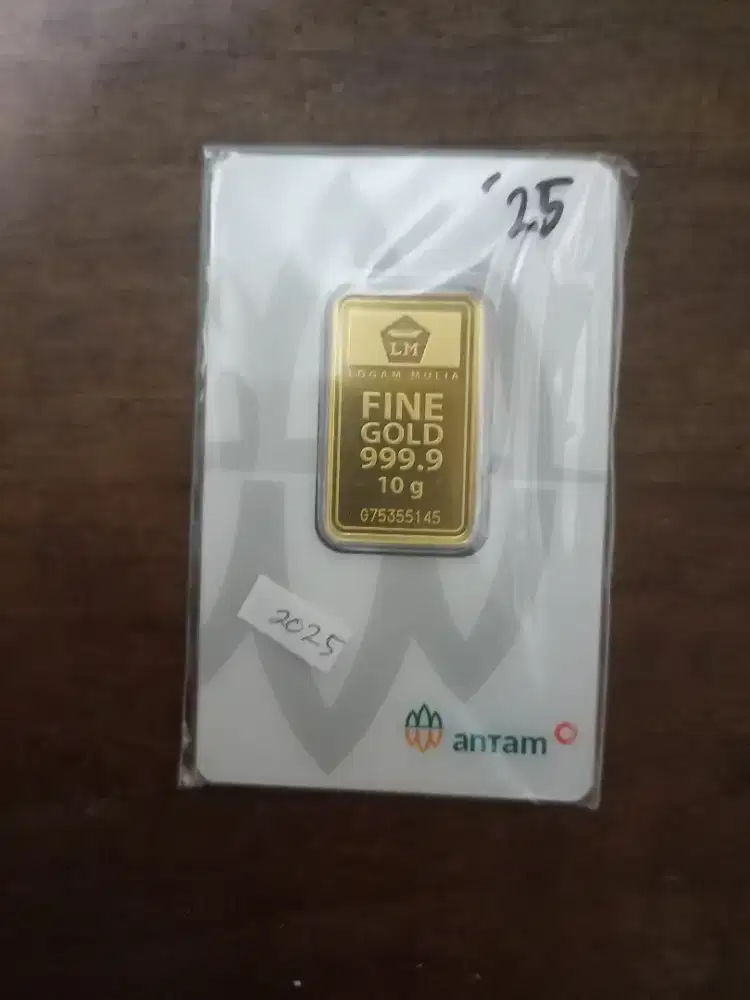 '25
LM
LOGAM MULIA
FINE
GOLD
999.9
10 g
G75355145
2025
antam